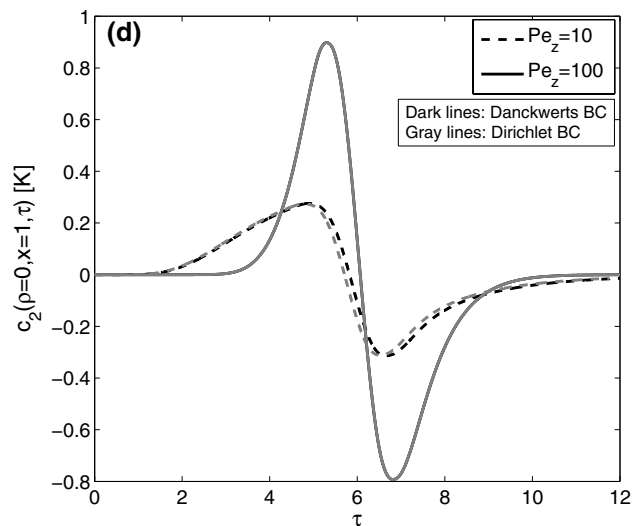 (d)
Pe_z=10
Pe_z=100
Dark lines: Danckwerts BC
Gray lines: Dirichlet BC
c_2(ρ=0,x=1,τ) [K]
1
0.8
0.6
0.4
0.2
0
−0.2
−0.4
−0.6
−0.8
0 2 4 6 8 10 12
τ